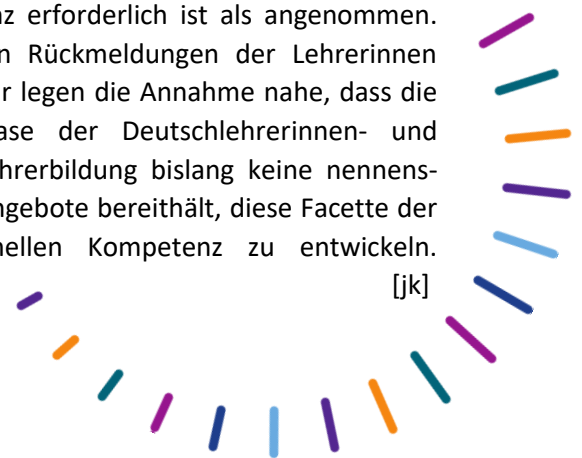 nz erforderlich ist als angenommen.
n Rückmeldungen der Lehrerinnen
r legen die Annahme nahe, dass die
ase der Deutschlehrerinnen- und
hrerbildung bislang keine nennens-
ngebote bereithält, diese Facette der
nellen Kompetenz zu entwickeln.
[jk]